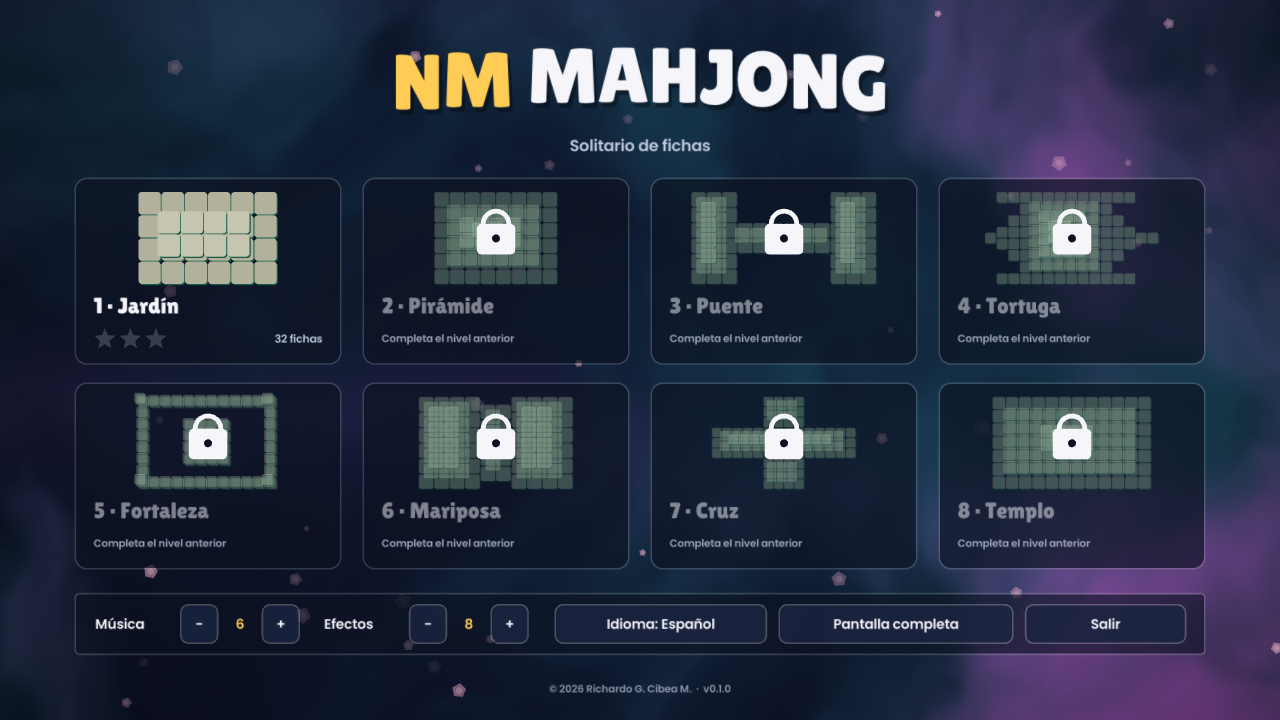 NM MAHJONG
Solitario de fichas
1 · Jardín
32 fichas
2 · Pirámide
Completa el nivel anterior
3 · Puente
Completa el nivel anterior
4 · Tortuga
Completa el nivel anterior
5 · Fortaleza
Completa el nivel anterior
6 · Mariposa
Completa el nivel anterior
7 · Cruz
Completa el nivel anterior
8 · Templo
Completa el nivel anterior
Música - 6 + Efectos - 8 + Idioma: Español Pantalla completa Salir
© 2026 Richardo G. Cibea M. · v0.1.0